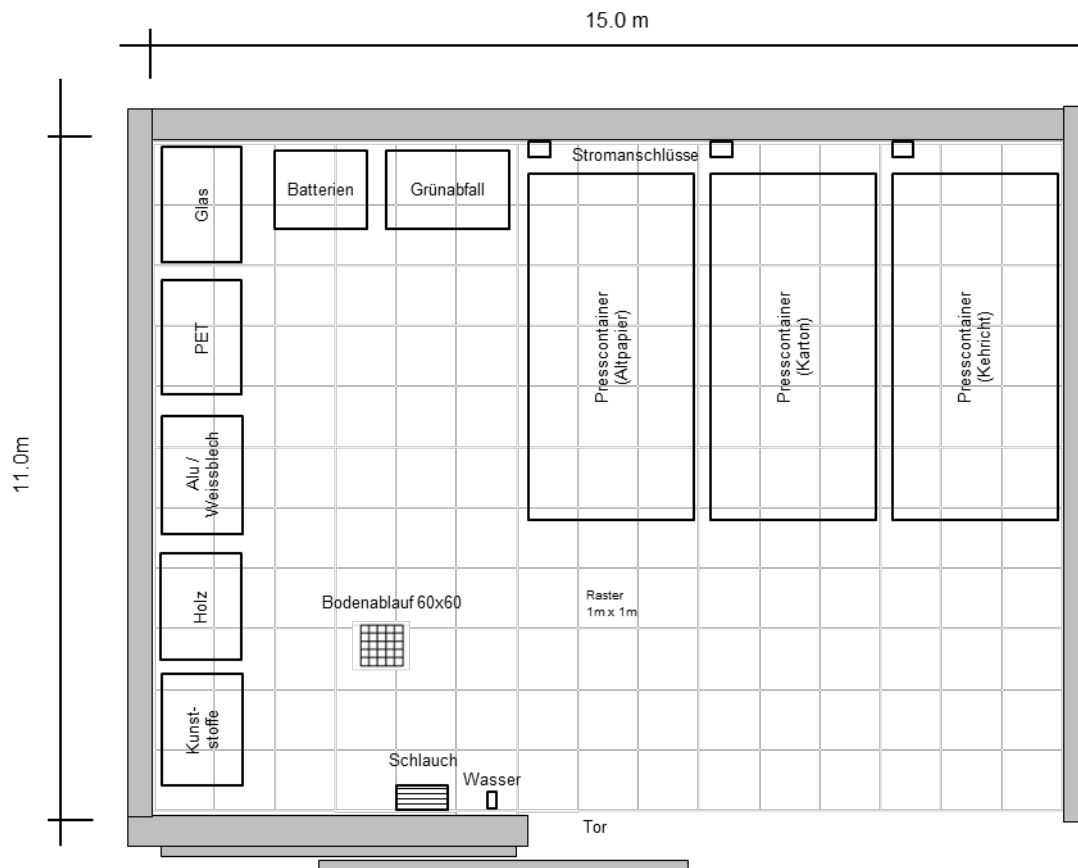 15.0 m
11.0m
Stromanschlüsse
Glas
Batterien
Grünabfall
PET
Presscontainer
(Altpapier)
Presscontainer
(Karton)
Presscontainer
(Kehricht)
Alu /
Weissblech
Holz
Bodenablauf 60x60
Raster
1m x 1m
Kunst-
stoffe
Schlauch
Wasser
Tor